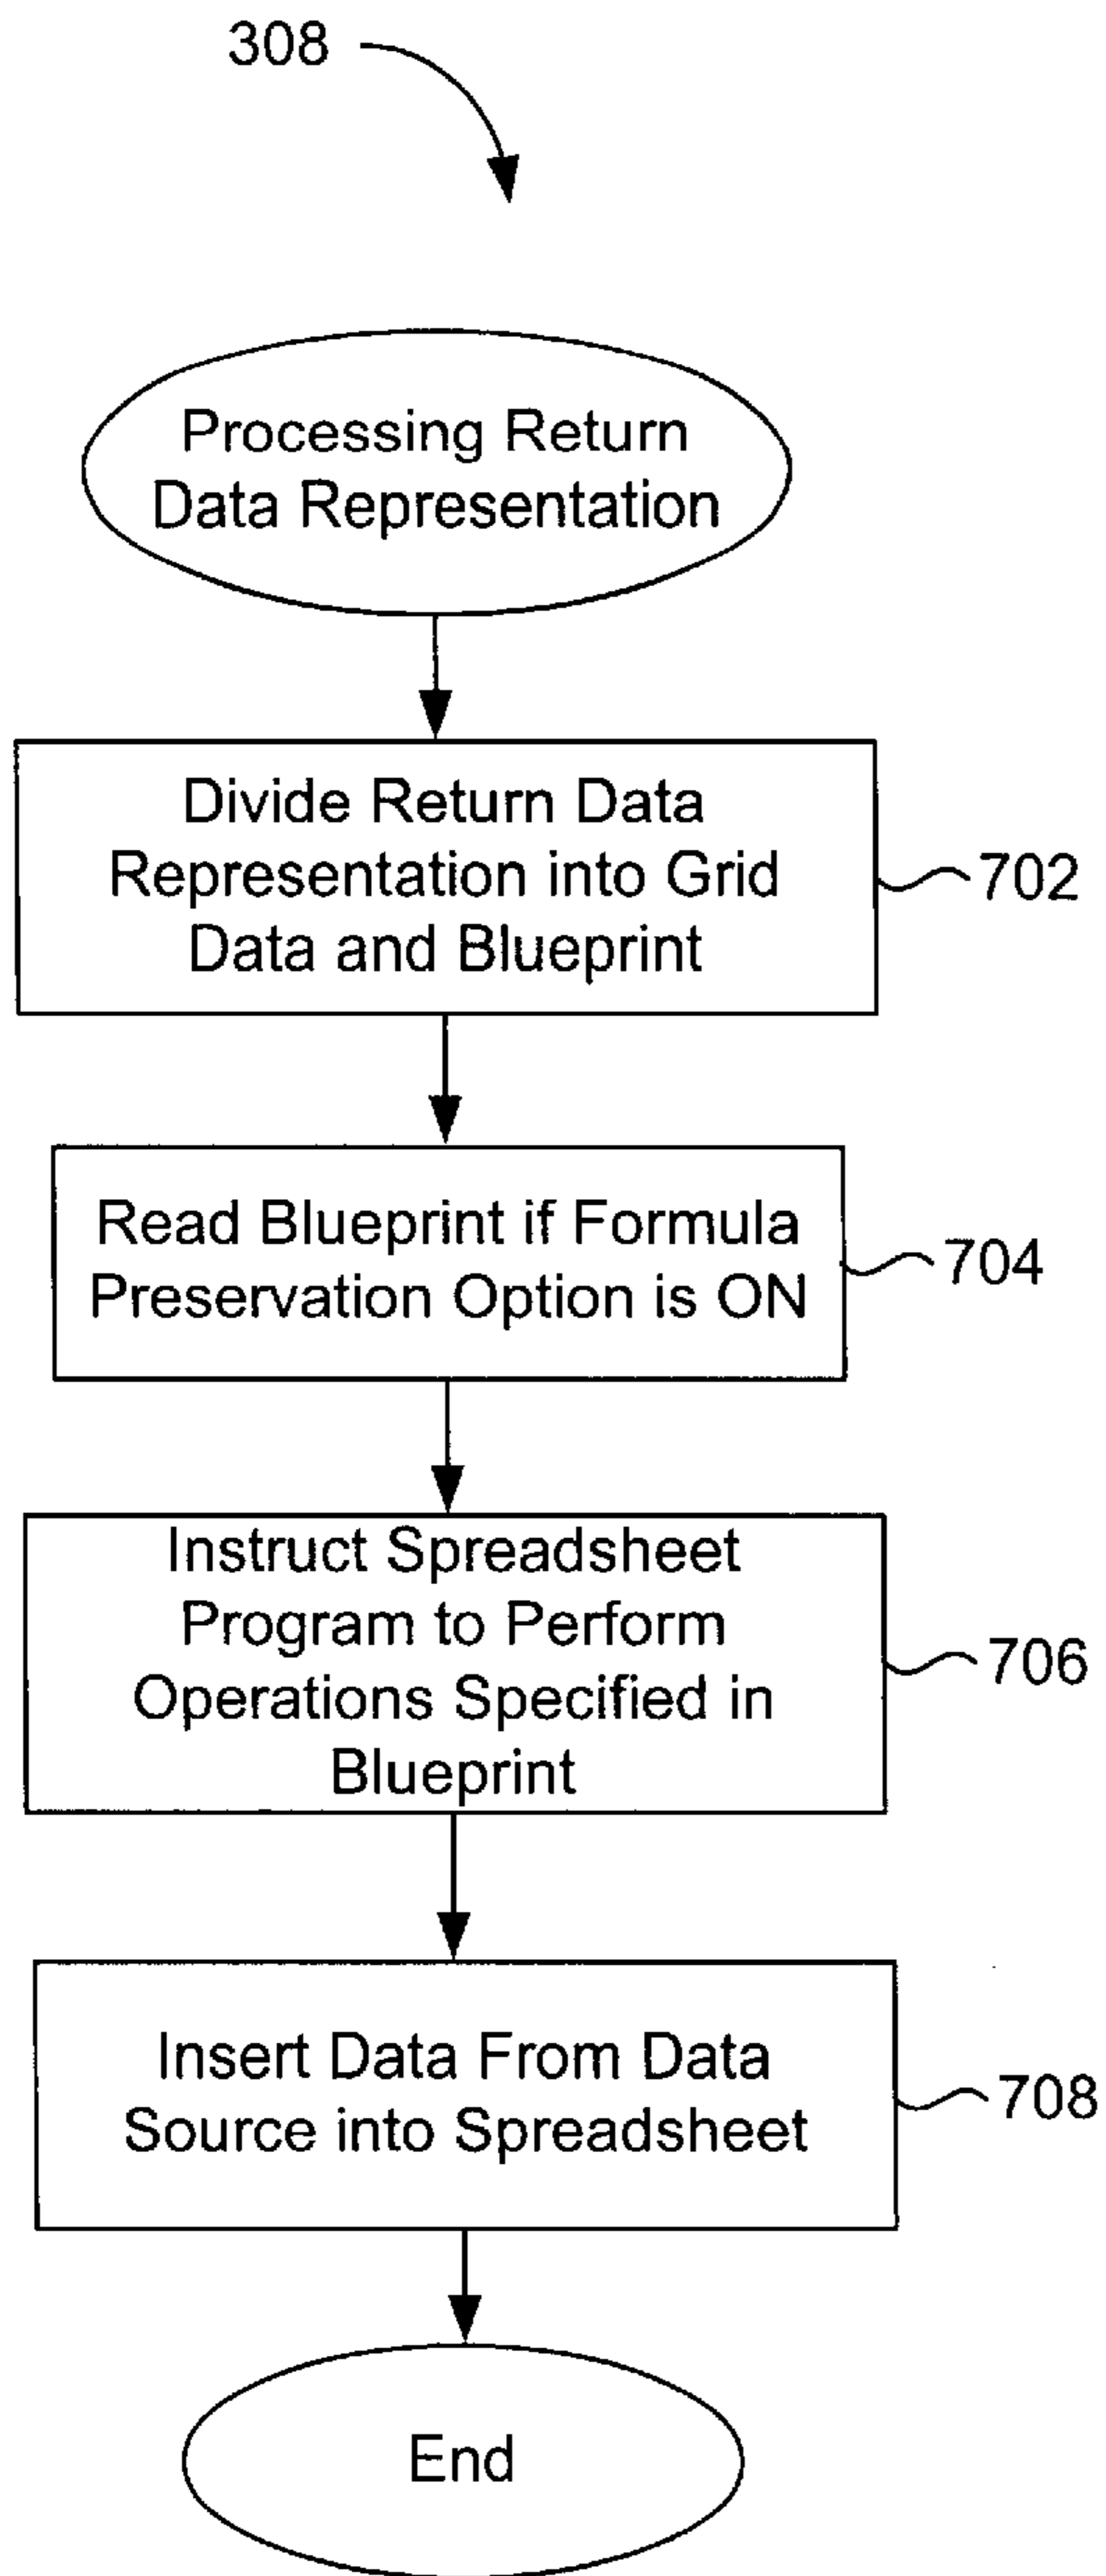 308
Processing Return
Data Representation
Divide Return Data
Representation into Grid
Data and Blueprint
702
Read Blueprint if Formula
Preservation Option is ON
704
Instruct Spreadsheet
Program to Perform
Operations Specified in
Blueprint
706
Insert Data From Data
Source into Spreadsheet
708
End